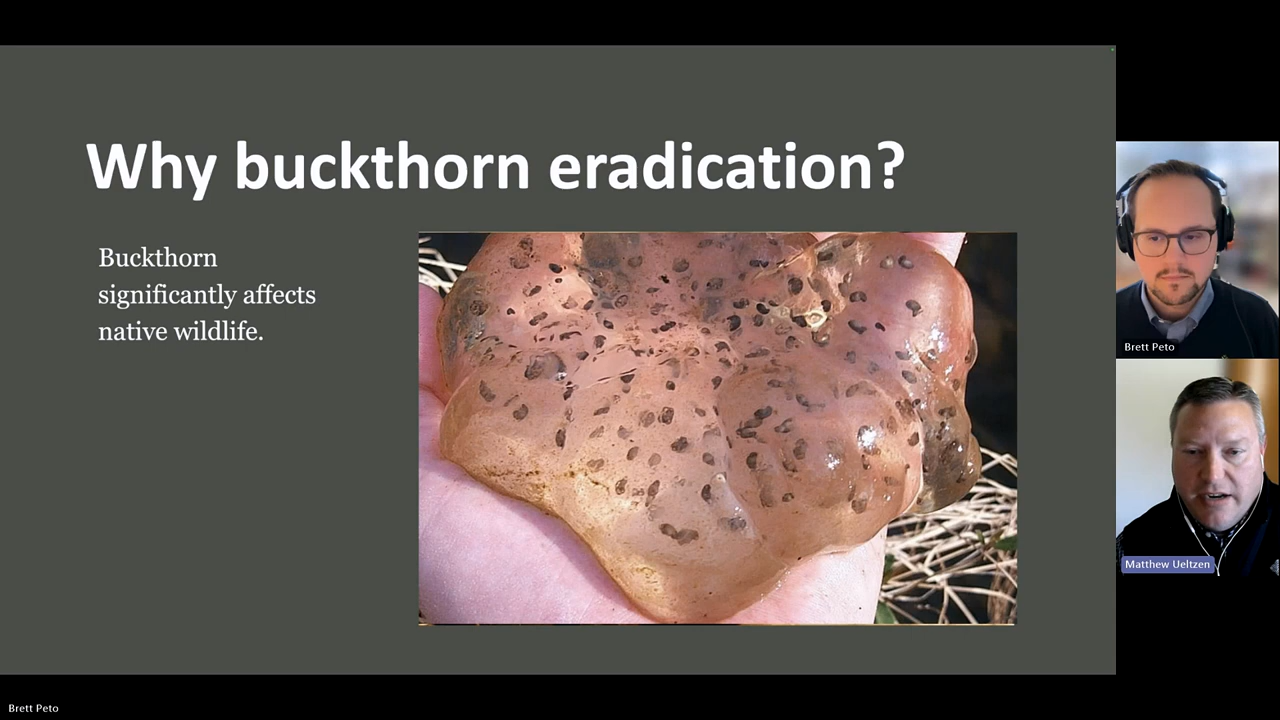 Why buckthorn eradication?
Buckthorn
significantly affects
native wildlife.
Brett Peto
Matthew Ueltzen
Brett Peto